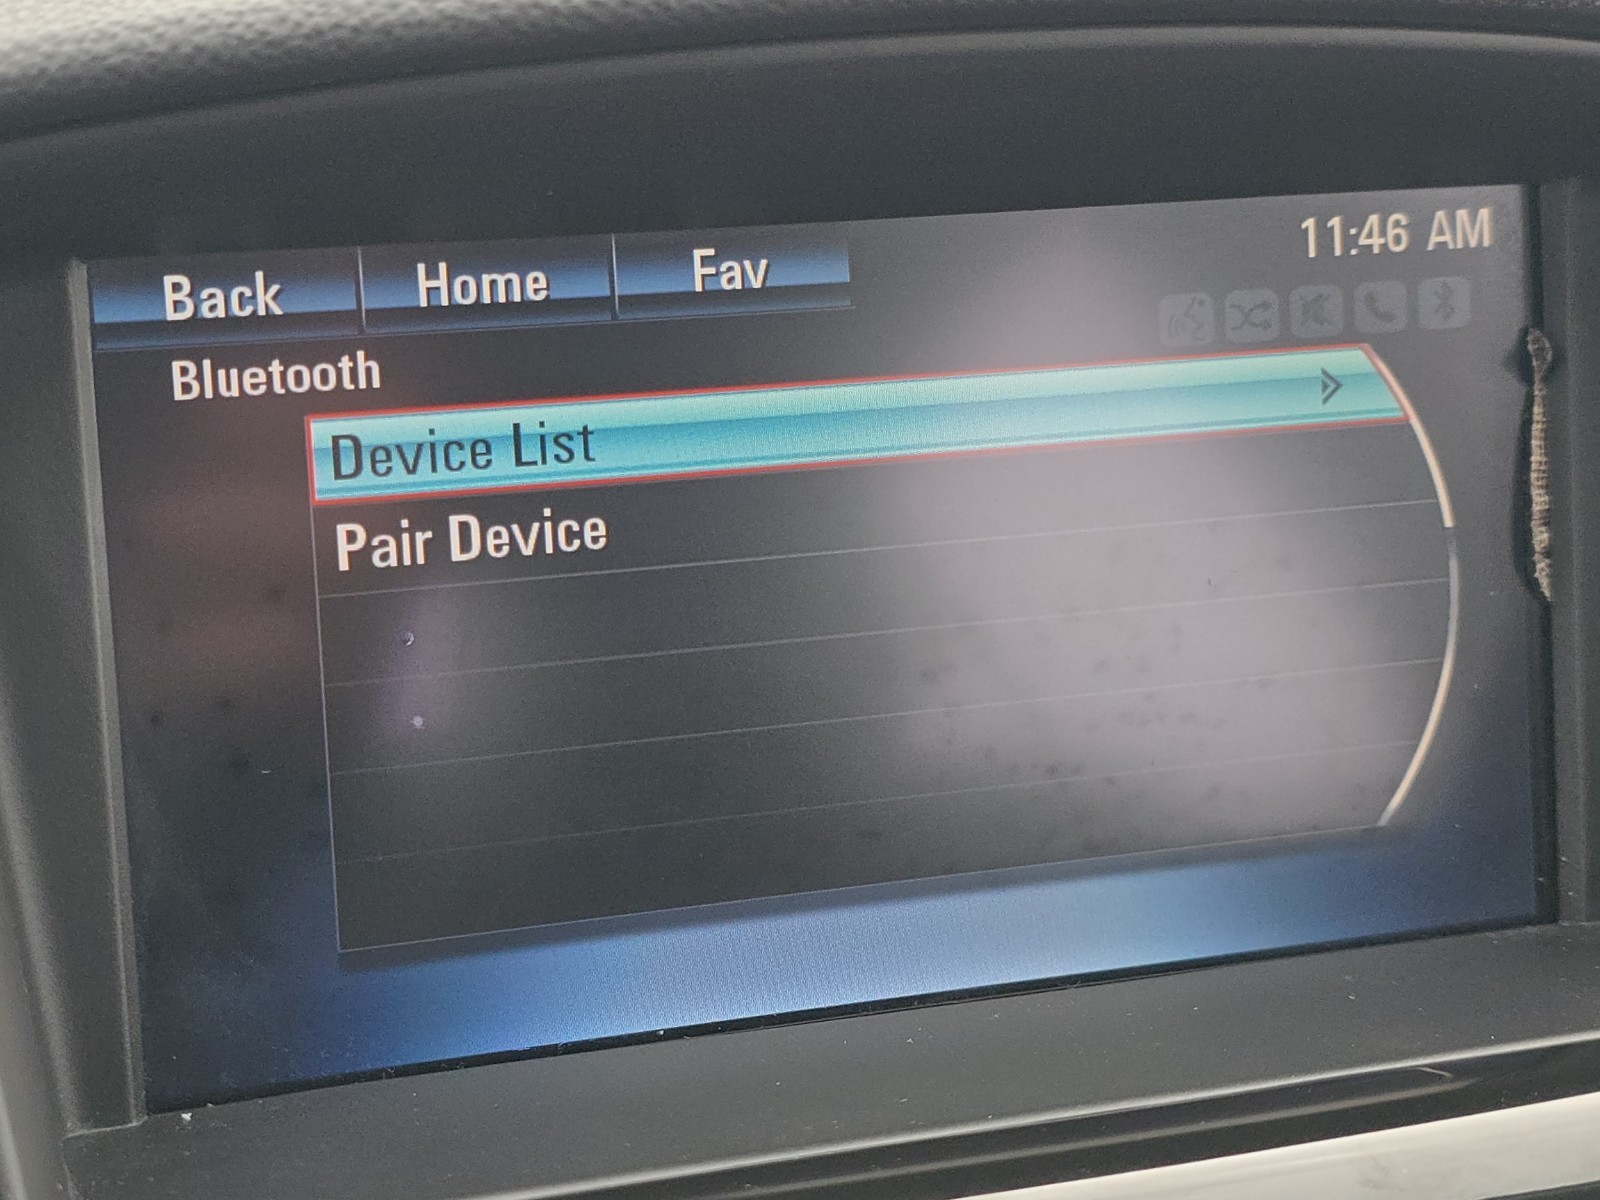 Back Home Fav 11:46 AM
Bluetooth
Device List
Pair Device